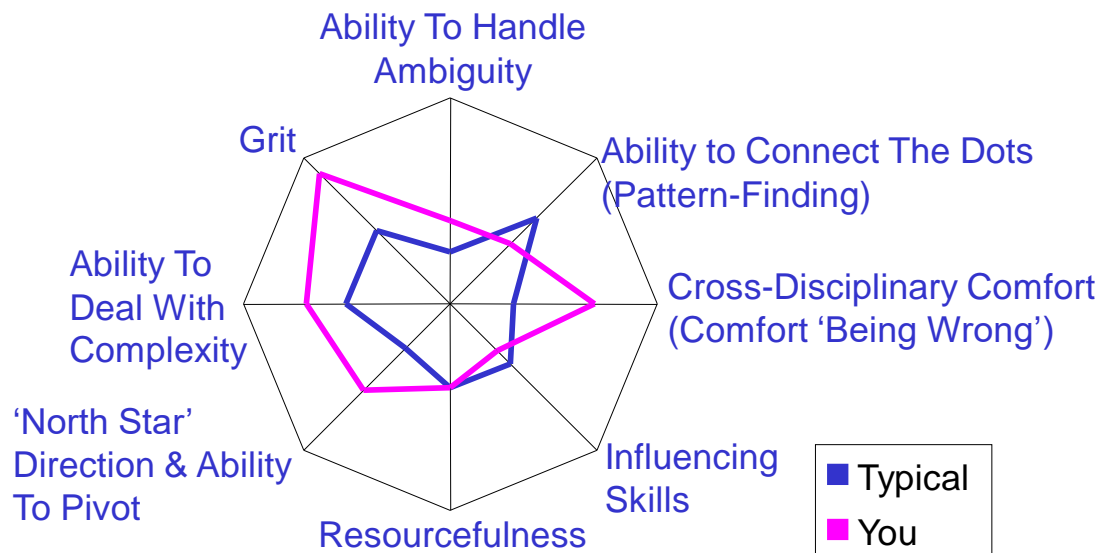 Ability To Handle
Ambiguity
Grit
Ability to Connect The Dots
(Pattern-Finding)
Ability To
Deal With
Complexity
Cross-Disciplinary Comfort
(Comfort ‘Being Wrong’)
‘North Star’
Direction & Ability
To Pivot
Influencing
Skills
Resourcefulness
Typical
You